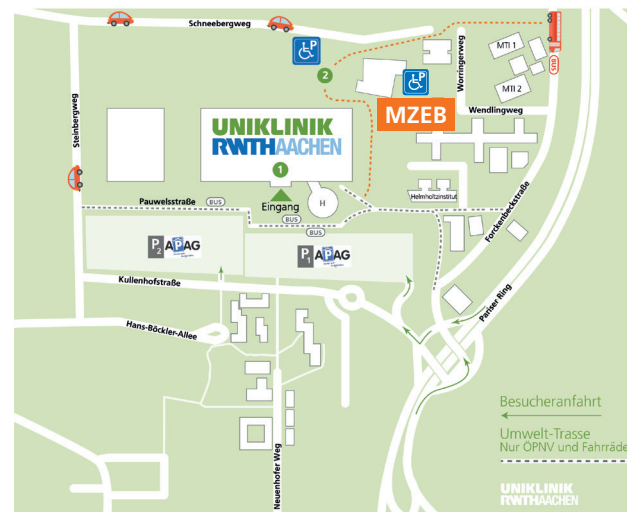 Schneebergweg
P
2
P
MZEB
Worringerweg
MTI 1
MTI 2
BUS
Wendlingweg
Steinbergweg
UNIKLINIK
RWTHAACHEN
1
Eingang
H
Helmholtzinstitut
Forckenbeckstraße
Pauwelsstraße
BUS
BUS
P2 APAG
P1 APAG
Kullenhofstraße
Pariser Ring
Hans-Böckler-Allee
Neuenhofer Weg
Besucheranfahrt
Umwelt-Trasse
Nur ÖPNV und Fahrräde
UNIKLINIK
RWTHAACHEN